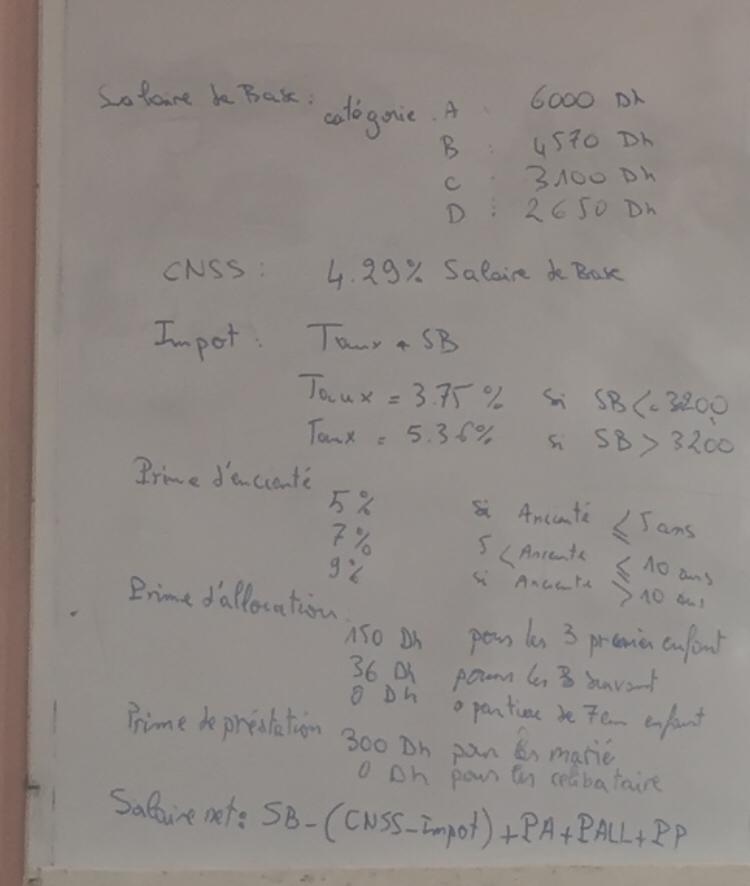 Salaire de Base : catégorie . A : 6000 Dh
B : 4570 Dh
C : 3100 Dh
D : 2650 Dh
CNSS : 4.29% Salaire de Base
Impot : Taux * SB
Taux = 3.75 % si SB <= 3200
Taux = 5.36% si SB > 3200
Prime d'encienté
5% si Ancienté ≤ 5 ans
7% 5 < Ancienté ≤ 10 ans
9% si Ancienté > 10 ans
Prime d'allocation
150 Dh pour les 3 premier enfant
36 Dh pour les 3 suivant
0 Dh a partir de 7em enfant
Prime de préstation
300 Dh pour les marié
0 Dh pour les celibataire
Salaire net : SB - (CNSS - Impot) + PA + PALL + PP